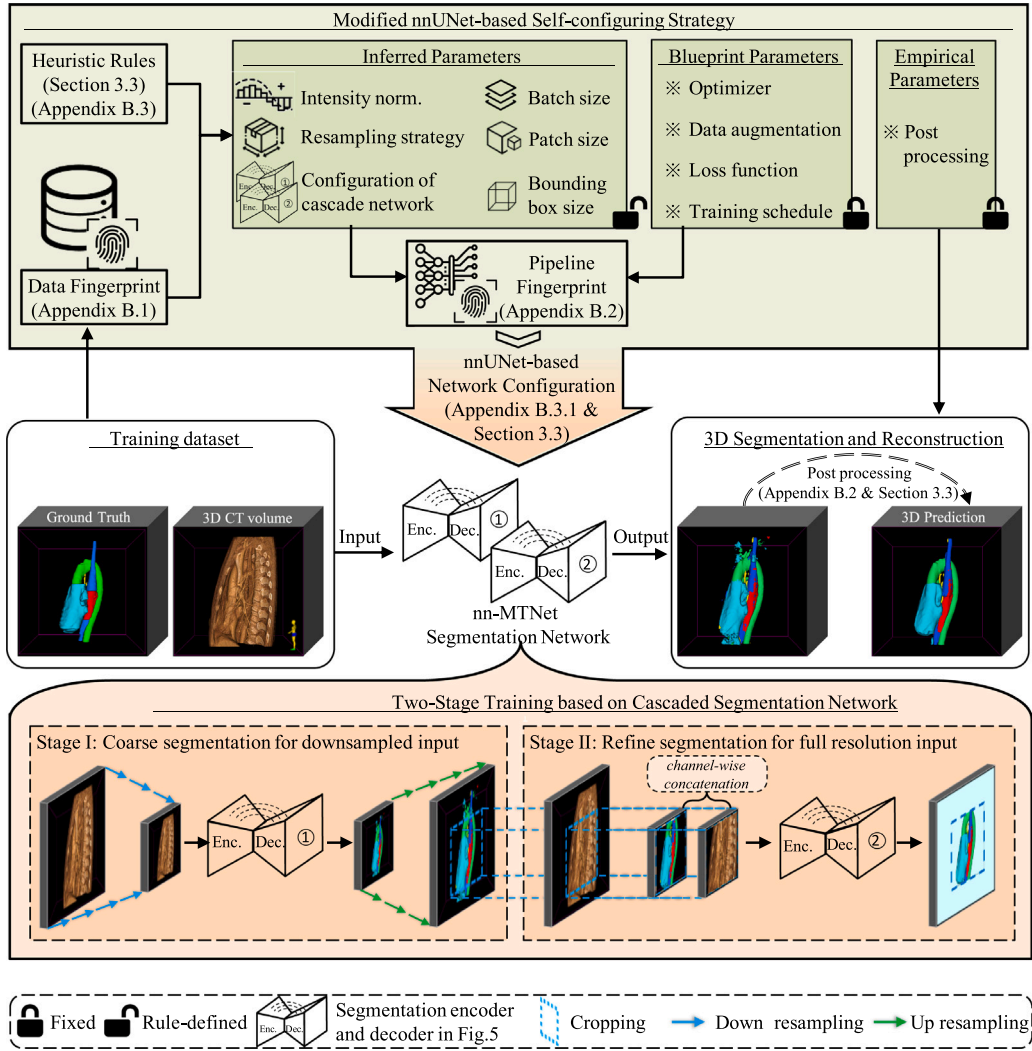 Modified nnUNet-based Self-configuring Strategy
Heuristic Rules
(Section 3.3)
(Appendix B.3)
Data Fingerprint
(Appendix B.1)
Inferred Parameters
Intensity norm.
Resampling strategy
Enc. Dec. ①
Enc. Dec. ②
Configuration of
cascade network
Batch size
Patch size
Bounding
box size
Blueprint Parameters
※ Optimizer
※ Data augmentation
※ Loss function
※ Training schedule
Empirical
Parameters
※ Post
processing
Pipeline
Fingerprint
(Appendix B.2)
nnUNet-based
Network Configuration
(Appendix B.3.1 &
Section 3.3)
Training dataset
Ground Truth
3D CT volume
Input
Enc. Dec. ①
Enc. Dec. ②
nn-MTNet
Segmentation Network
Output
3D Segmentation and Reconstruction
Post processing
(Appendix B.2 & Section 3.3)
3D Prediction
Two-Stage Training based on Cascaded Segmentation Network
Stage I: Coarse segmentation for downsampled input
Enc. Dec. ①
Stage II: Refine segmentation for full resolution input
channel-wise
concatenation
Enc. Dec. ②
Fixed
Rule-defined
Enc. Dec.
Segmentation encoder
and decoder in Fig.5
Cropping
Down resampling
Up resampling